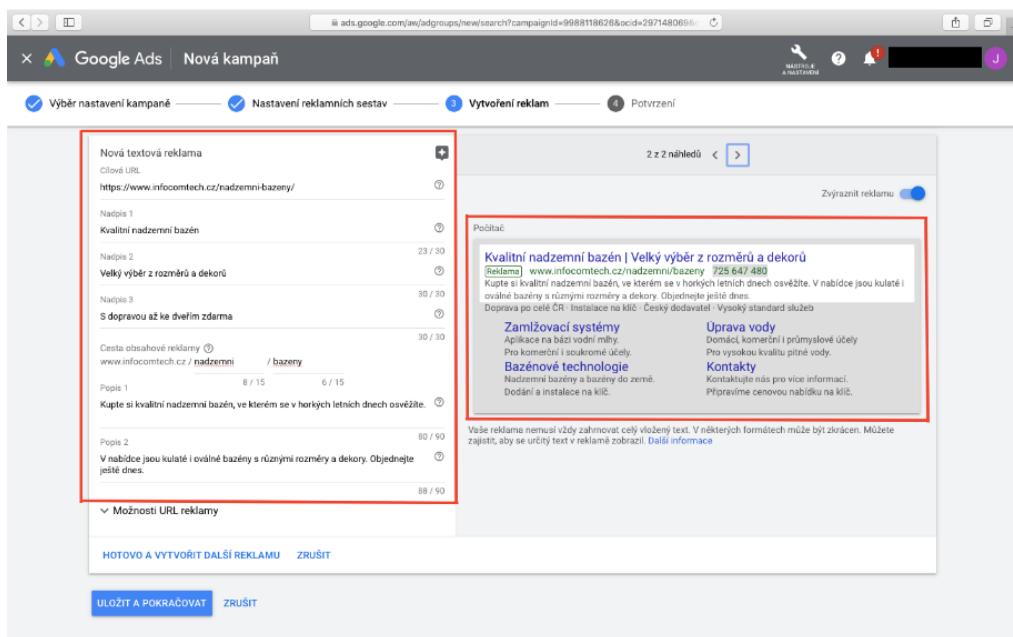 ads.google.com/aw/adgroups/new/search?campaignId=9988118626&ocid=297148069
Google Ads | Nová kampaň
NÁSTROJE
A NASTAVENÍ
J
Výběr nastavení kampaně
Nastavení reklamních sestav
3 Vytvoření reklam
4 Potvrzení
Nová textová reklama
Cílová URL
https://www.infocomtech.cz/nadzemni-bazeny/
Nadpis 1
Kvalitní nadzemní bazén
23 / 30
Nadpis 2
Velký výběr z rozměrů a dekorů
30 / 30
Nadpis 3
S dopravou až ke dveřím zdarma
30 / 30
Cesta obsahové reklamy
www.infocomtech.cz / nadzemni / bazeny
8 / 15 6 / 15
Popis 1
Kupte si kvalitní nadzemní bazén, ve kterém se v horkých letních dnech osvěžíte.
80 / 90
Popis 2
V nabídce jsou kulaté i oválné bazény s různými rozměry a dekory. Objednejte
ještě dnes.
88 / 90
Možnosti URL reklamy
HOTOVO A VYTVOŘIT DALŠÍ REKLAMU ZRUŠIT
ULOŽIT A POKRAČOVAT ZRUŠIT
2 z 2 náhledů
Zvýraznit reklamu
Počítač
Kvalitní nadzemní bazén | Velký výběr z rozměrů a dekorů
Reklama www.infocomtech.cz/nadzemni/bazeny 725 647 480
Kupte si kvalitní nadzemní bazén, ve kterém se v horkých letních dnech osvěžíte. V nabídce jsou kulaté i
oválné bazény s různými rozměry a dekory. Objednejte ještě dnes.
Doprava po celé ČR · Instalace na klíč · Český dodavatel · Vysoký standard služeb
Zamlžovací systémy
Aplikace na bázi vodní mlhy.
Pro komerční i soukromé účely.
Úprava vody
Domácí, komerční i průmyslové účely
Pro vysokou kvalitu pitné vody.
Bazénové technologie
Nadzemní bazény a bazény do země.
Dodání a instalace na klíč.
Kontakty
Kontaktujte nás pro více informací.
Připravíme cenovou nabídku na klíč.
Vaše reklama nemusí vždy zahrnovat celý vložený text. V některých formátech může být zkrácen. Můžete
zajistit, aby se určitý text v reklamě zobrazil. Další informace